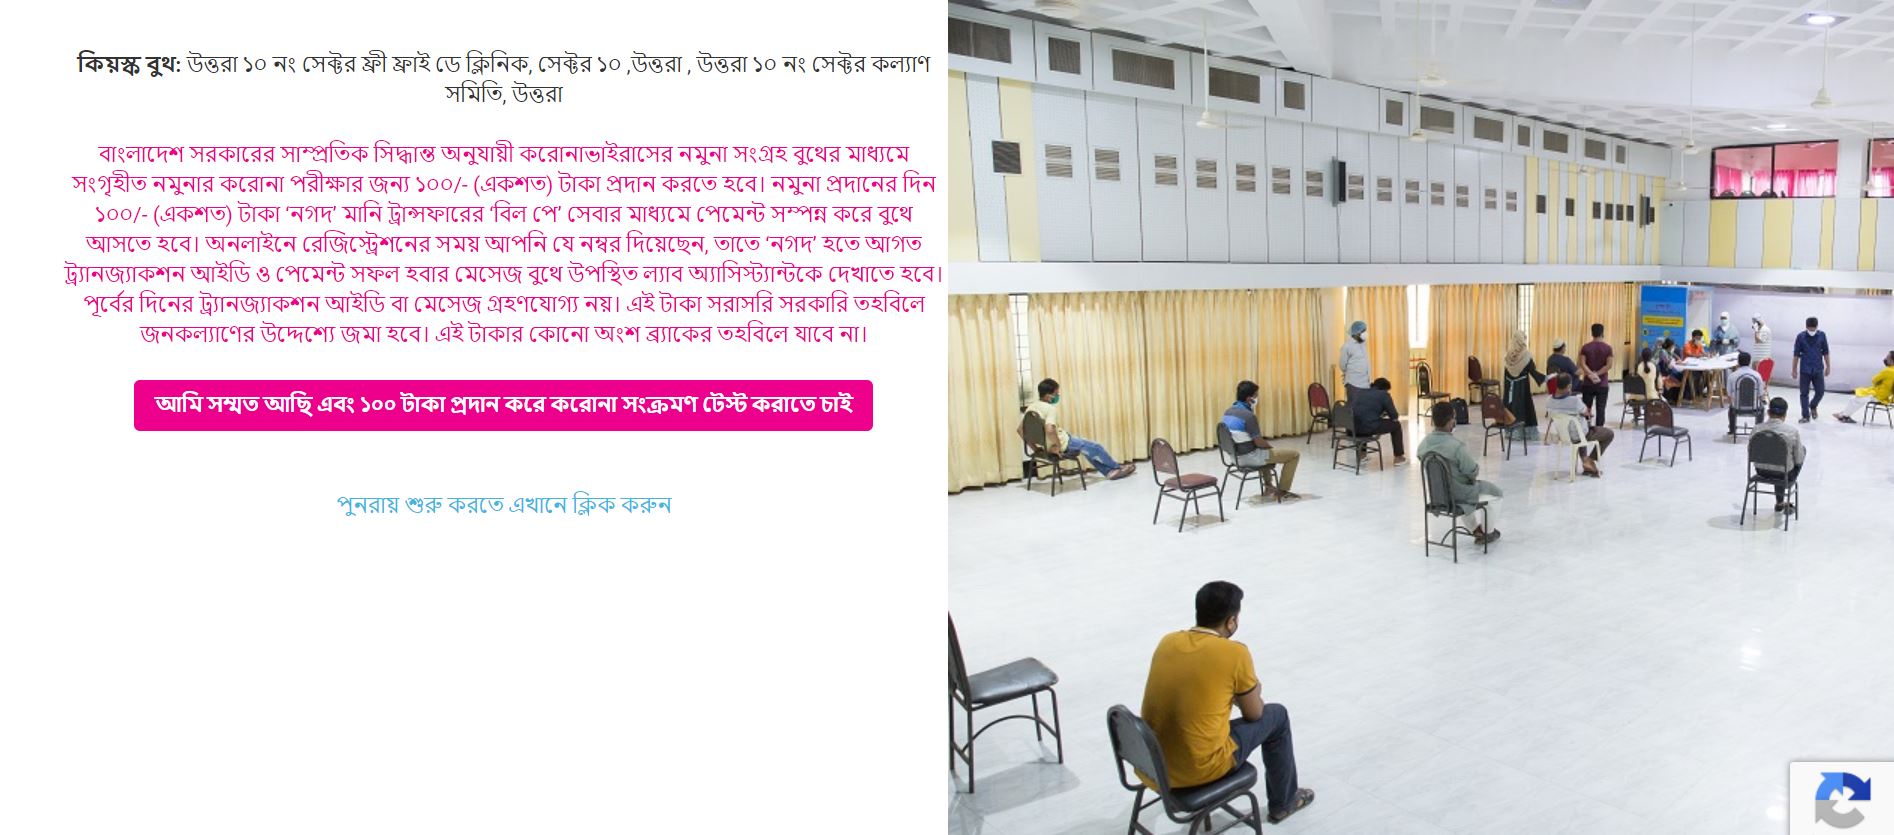 কিয়স্ক বুথ: উত্তরা ১০ নং সেক্টর ফ্রী ফ্রাই ডে ক্লিনিক, সেক্টর ১০ ,উত্তরা , উত্তরা ১০ নং সেক্টর কল্যাণ
সমিতি, উত্তরা
বাংলাদেশ সরকারের সাম্প্রতিক সিদ্ধান্ত অনুযায়ী করোনাভাইরাসের নমুনা সংগ্রহ বুথের মাধ্যমে
সংগৃহীত নমুনার করোনা পরীক্ষার জন্য ১০০/- (একশত) টাকা প্রদান করতে হবে। নমুনা প্রদানের দিন
১০০/- (একশত) টাকা ‘নগদ’ মানি ট্রান্সফারের ‘বিল পে’ সেবার মাধ্যমে পেমেন্ট সম্পন্ন করে বুথে
আসতে হবে। অনলাইনে রেজিস্ট্রেশনের সময় আপনি যে নম্বর দিয়েছেন, তাতে ‘নগদ’ হতে আগত
ট্র্যানজ্যাকশন আইডি ও পেমেন্ট সফল হবার মেসেজ বুথে উপস্থিত ল্যাব অ্যাসিস্ট্যান্টকে দেখাতে হবে।
পূর্বের দিনের ট্র্যানজ্যাকশন আইডি বা মেসেজ গ্রহণযোগ্য নয়। এই টাকা সরাসরি সরকারি তহবিলে
জনকল্যাণের উদ্দেশ্যে জমা হবে। এই টাকার কোনো অংশ ব্র্যাকের তহবিলে যাবে না।
আমি সম্মত আছি এবং ১০০ টাকা প্রদান করে করোনা সংক্রমণ টেস্ট করাতে চাই
পুনরায় শুরু করতে এখানে ক্লিক করুন